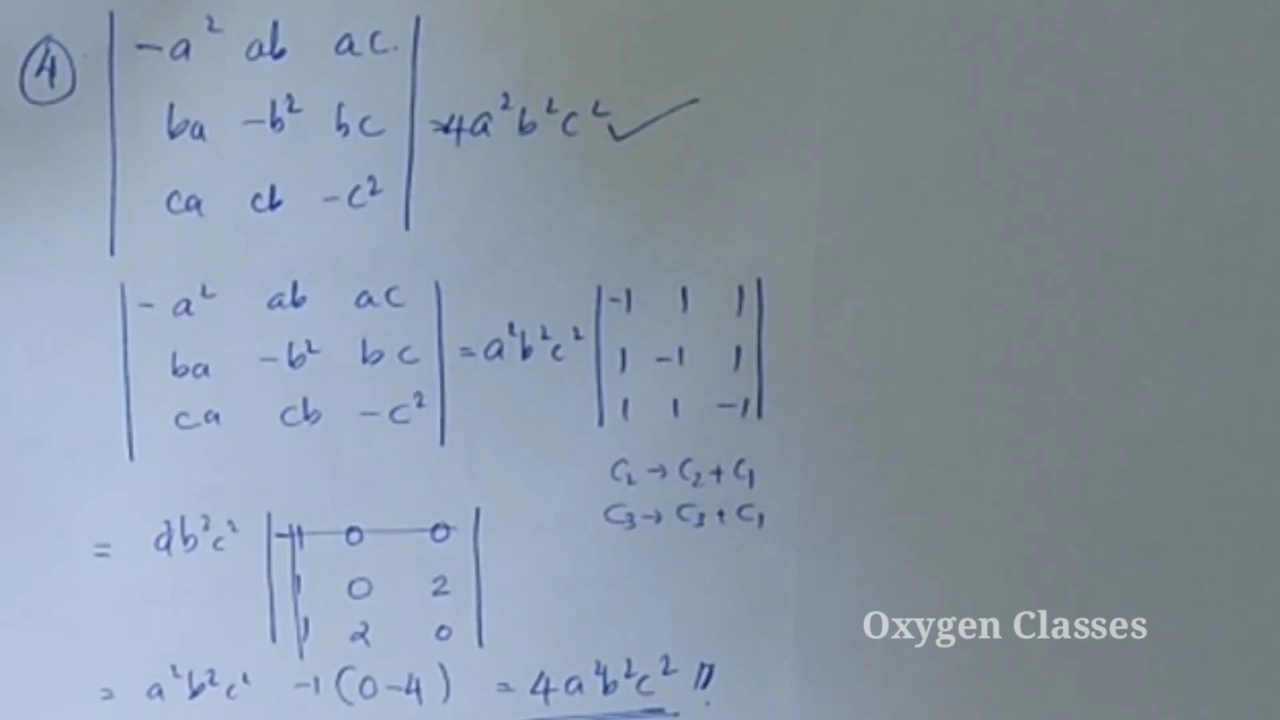 ④ | -a² ab ac. |
| ba -b² bc | = 4a²b²c² ✓
| ca cb -c² |
| -a² ab ac | | -1 1 1 |
| ba -b² bc | = a²b²c² | 1 -1 1 |
| ca cb -c² | | 1 1 -1 |
C₂ → C₂ + C₁
C₃ → C₃ + C₁
= a²b²c² | -1 0 0 |
| 1 0 2 |
| 1 2 0 |
= a²b²c² -1 (0-4) = 4a²b²c² //
Oxygen Classes